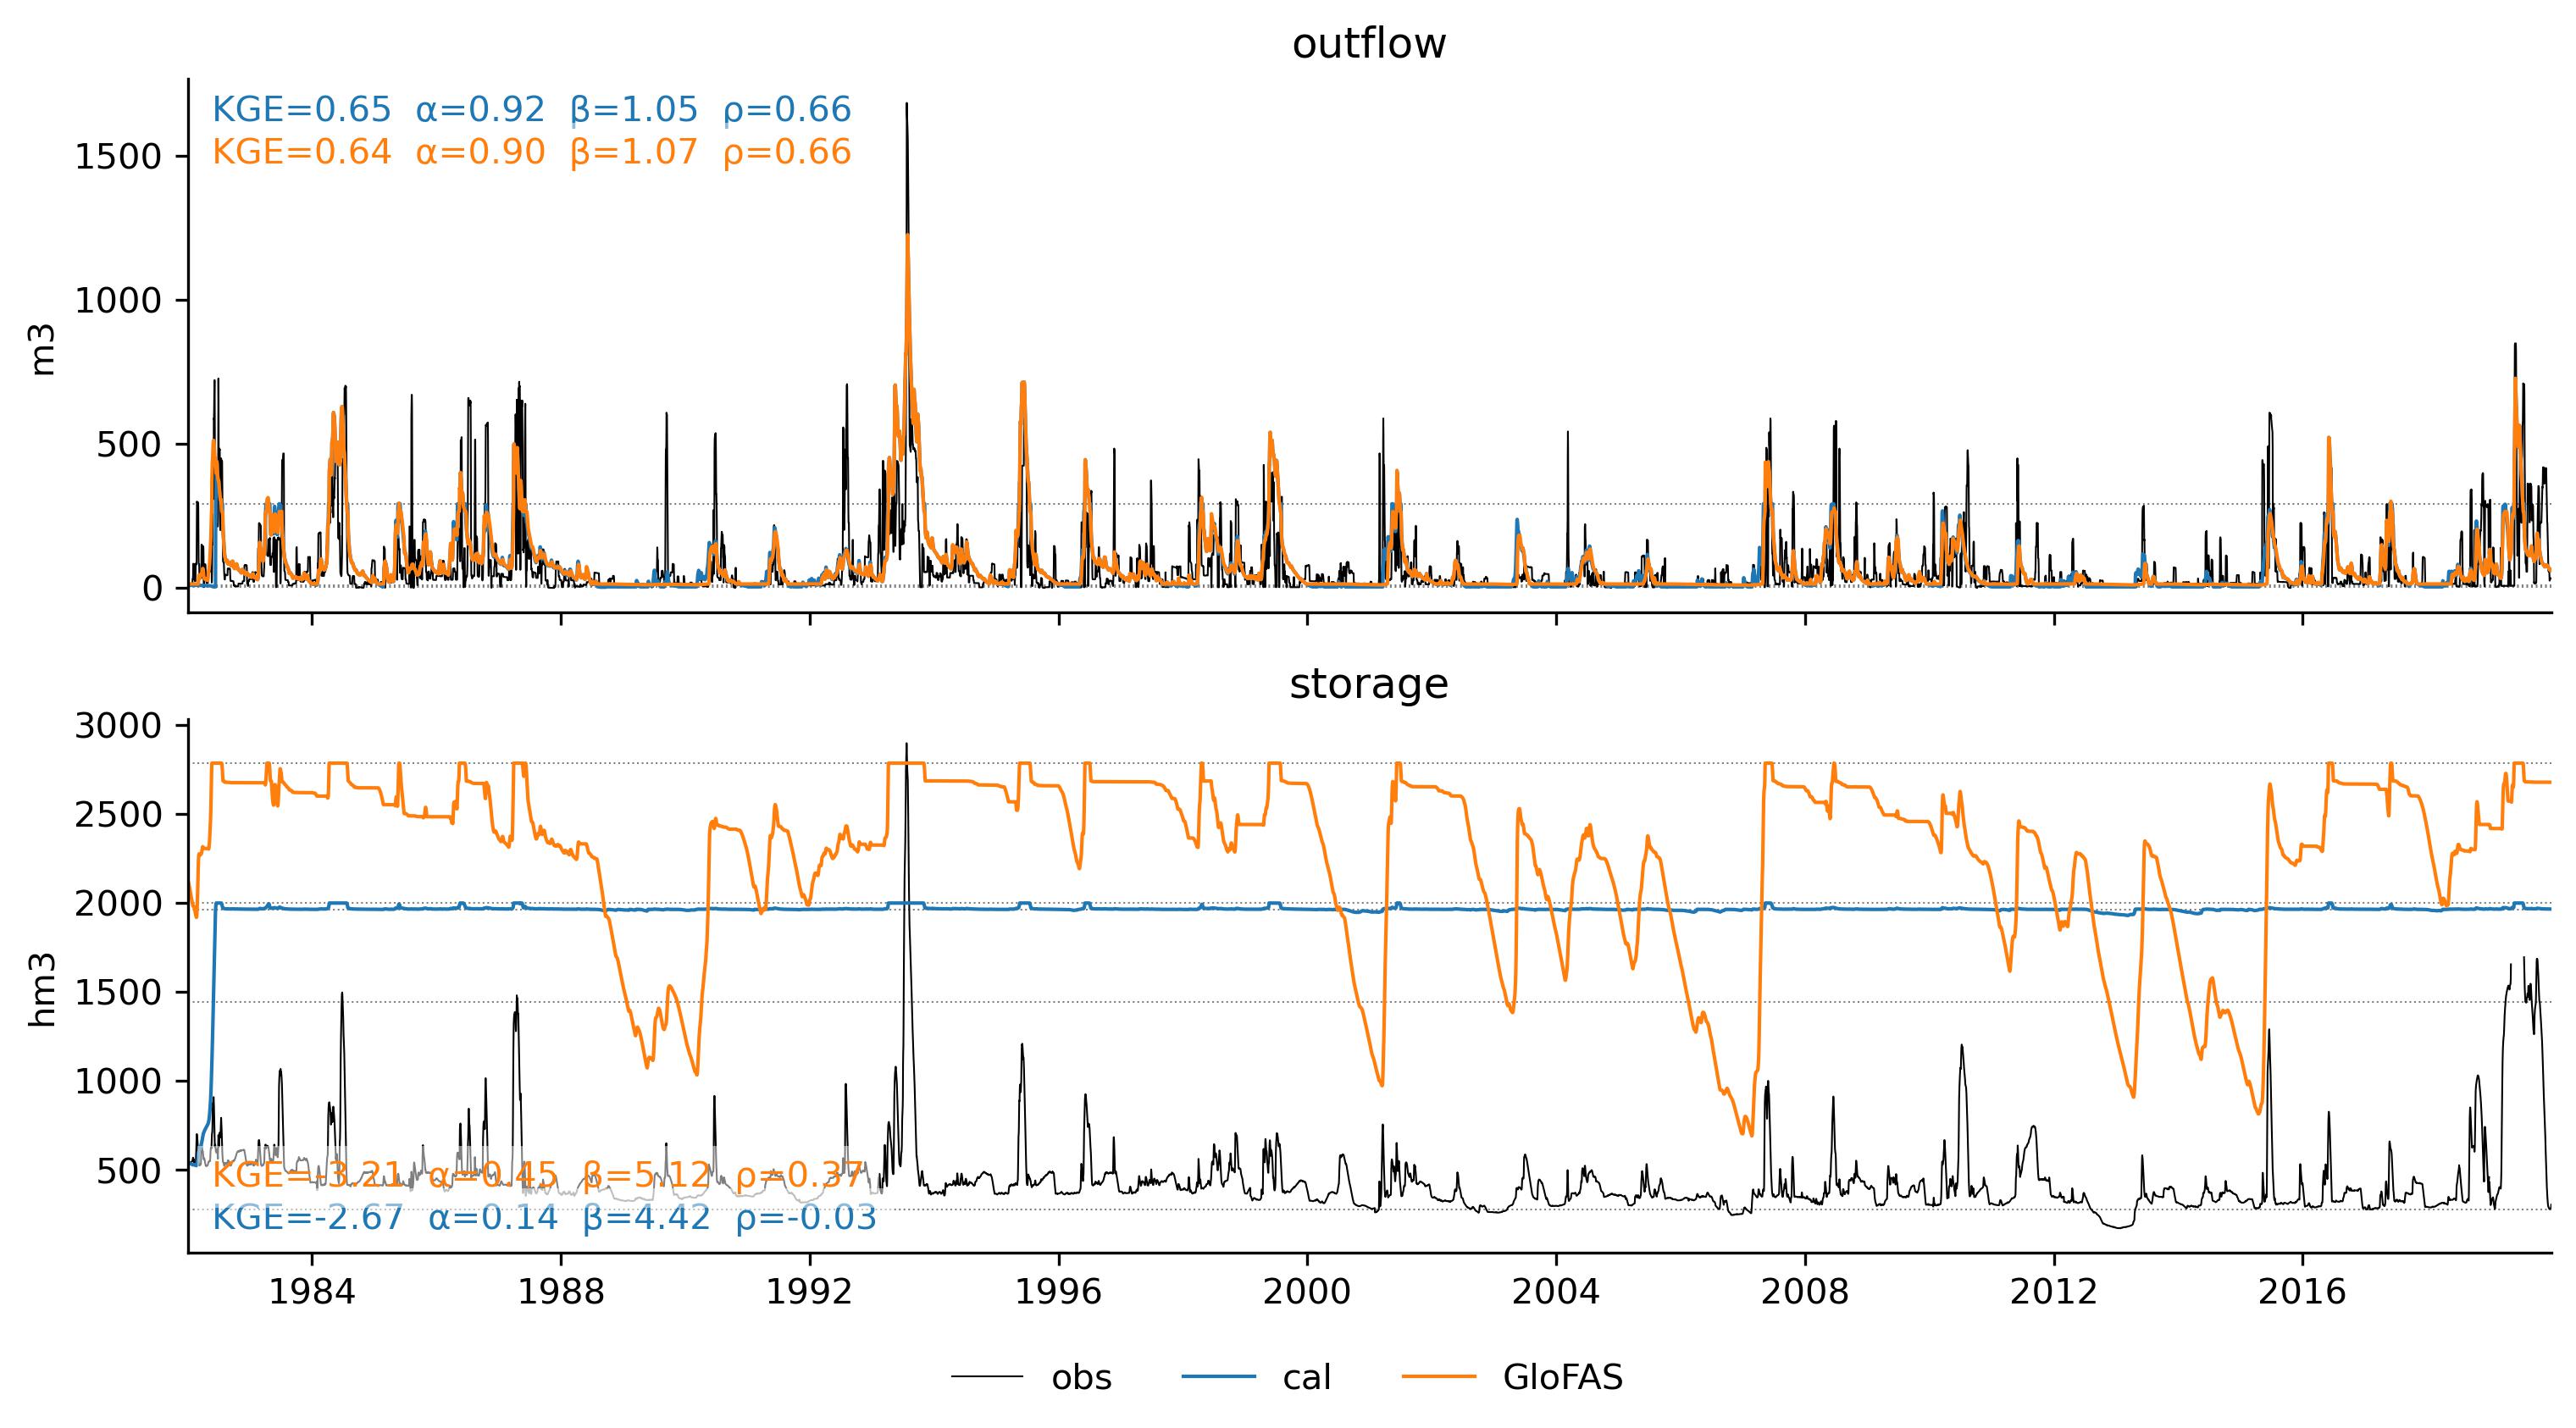 outflow
KGE=0.65 α=0.92 β=1.05 ρ=0.66
KGE=0.64 α=0.90 β=1.07 ρ=0.66
1500
1000
500
0
m3
storage
3000
2500
2000
1500
1000
500
hm3
KGE=-3.21 α=0.45 β=5.12 ρ=0.37
KGE=-2.67 α=0.14 β=4.42 ρ=-0.03
1984 1988 1992 1996 2000 2004 2008 2012 2016
obs cal GloFAS